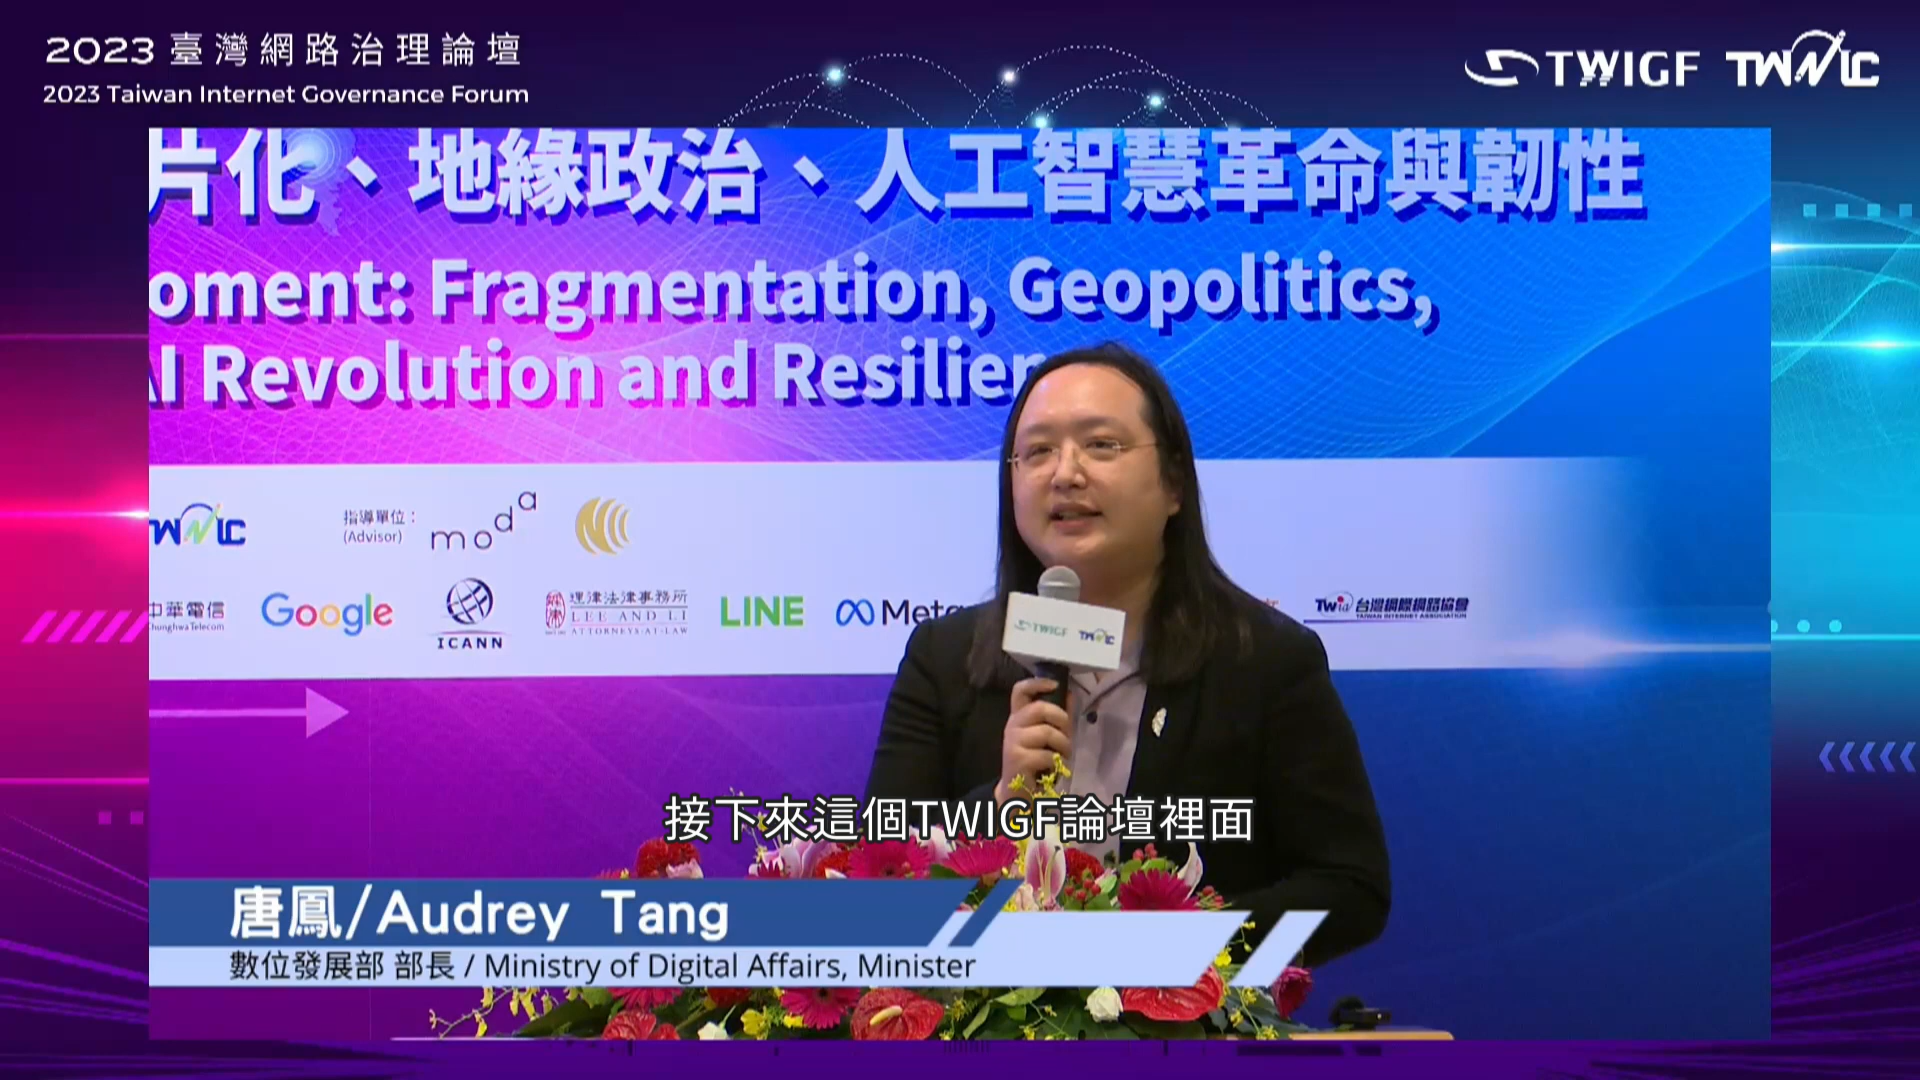 2023 臺灣網路治理論壇
2023 Taiwan Internet Governance Forum
TWIGF TWNIC
片化、地緣政治、人工智慧革命與韌性
oment: Fragmentation, Geopolitics,
AI Revolution and Resilien
TWNIC
指導單位：
(Advisor)
moda
NCC
中華電信
Chunghwa Telecom
Google
ICANN
理律法律事務所
LEE AND LI
ATTORNEYS-AT-LAW
LINE
Meta
TWIA 台灣網際網路協會
TAIWAN INTERNET ASSOCIATION
TWIGF TWNIC
接下來這個TWIGF論壇裡面
唐鳳/Audrey Tang
數位發展部 部長 / Ministry of Digital Affairs, Minister